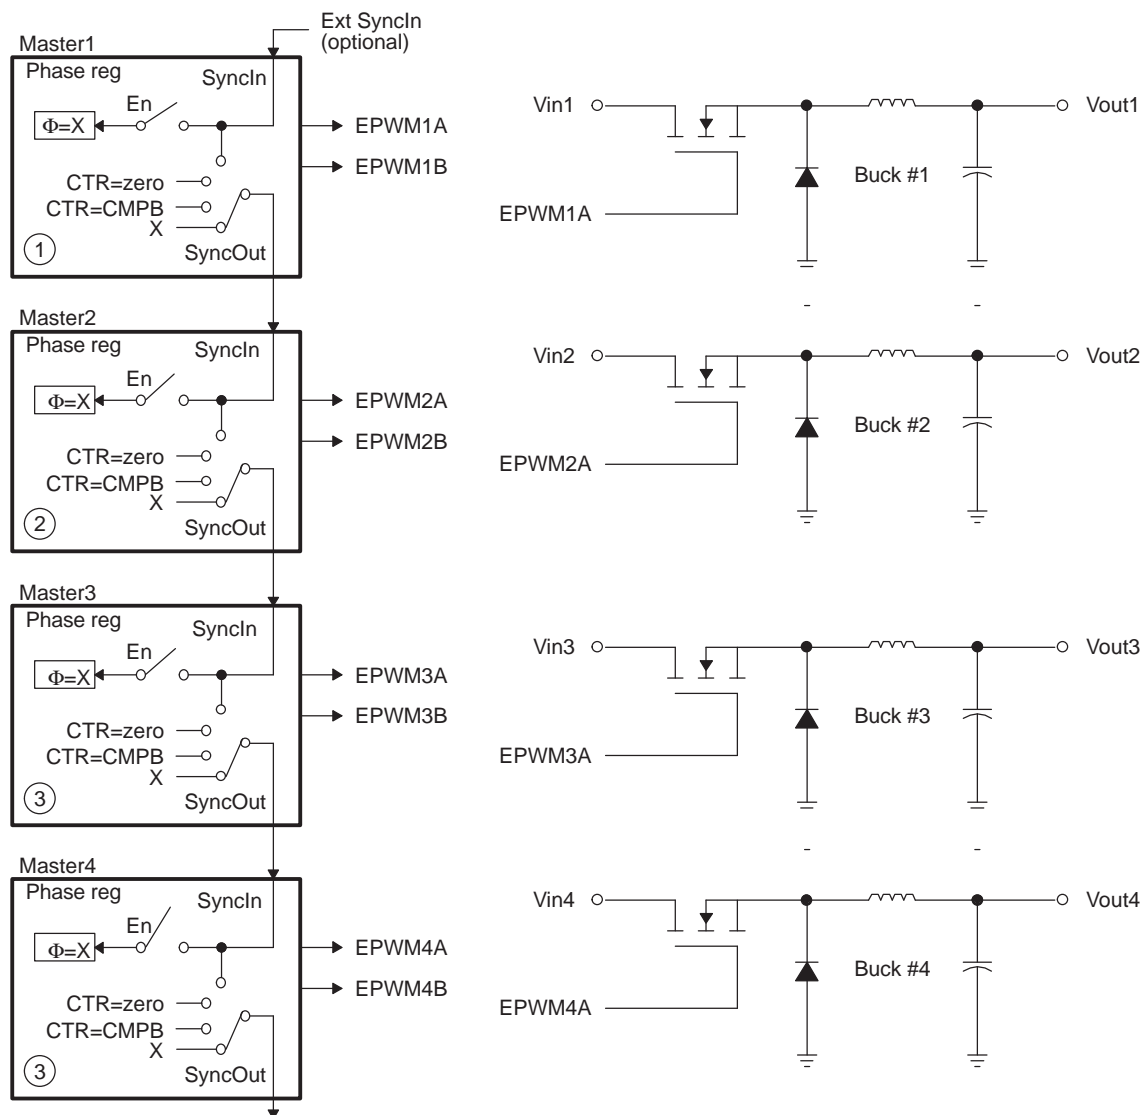 Ext SyncIn
(optional)
Master1
Phase reg
SyncIn
En
Φ=X
EPWM1A
EPWM1B
CTR=zero
CTR=CMPB
X
SyncOut
1
Vin1
Vout1
Buck #1
EPWM1A
Master2
Phase reg
SyncIn
En
Φ=X
EPWM2A
EPWM2B
CTR=zero
CTR=CMPB
X
SyncOut
2
Vin2
Vout2
Buck #2
EPWM2A
Master3
Phase reg
SyncIn
En
Φ=X
EPWM3A
EPWM3B
CTR=zero
CTR=CMPB
X
SyncOut
3
Vin3
Vout3
Buck #3
EPWM3A
Master4
Phase reg
SyncIn
En
Φ=X
EPWM4A
EPWM4B
CTR=zero
CTR=CMPB
X
SyncOut
3
Vin4
Vout4
Buck #4
EPWM4A